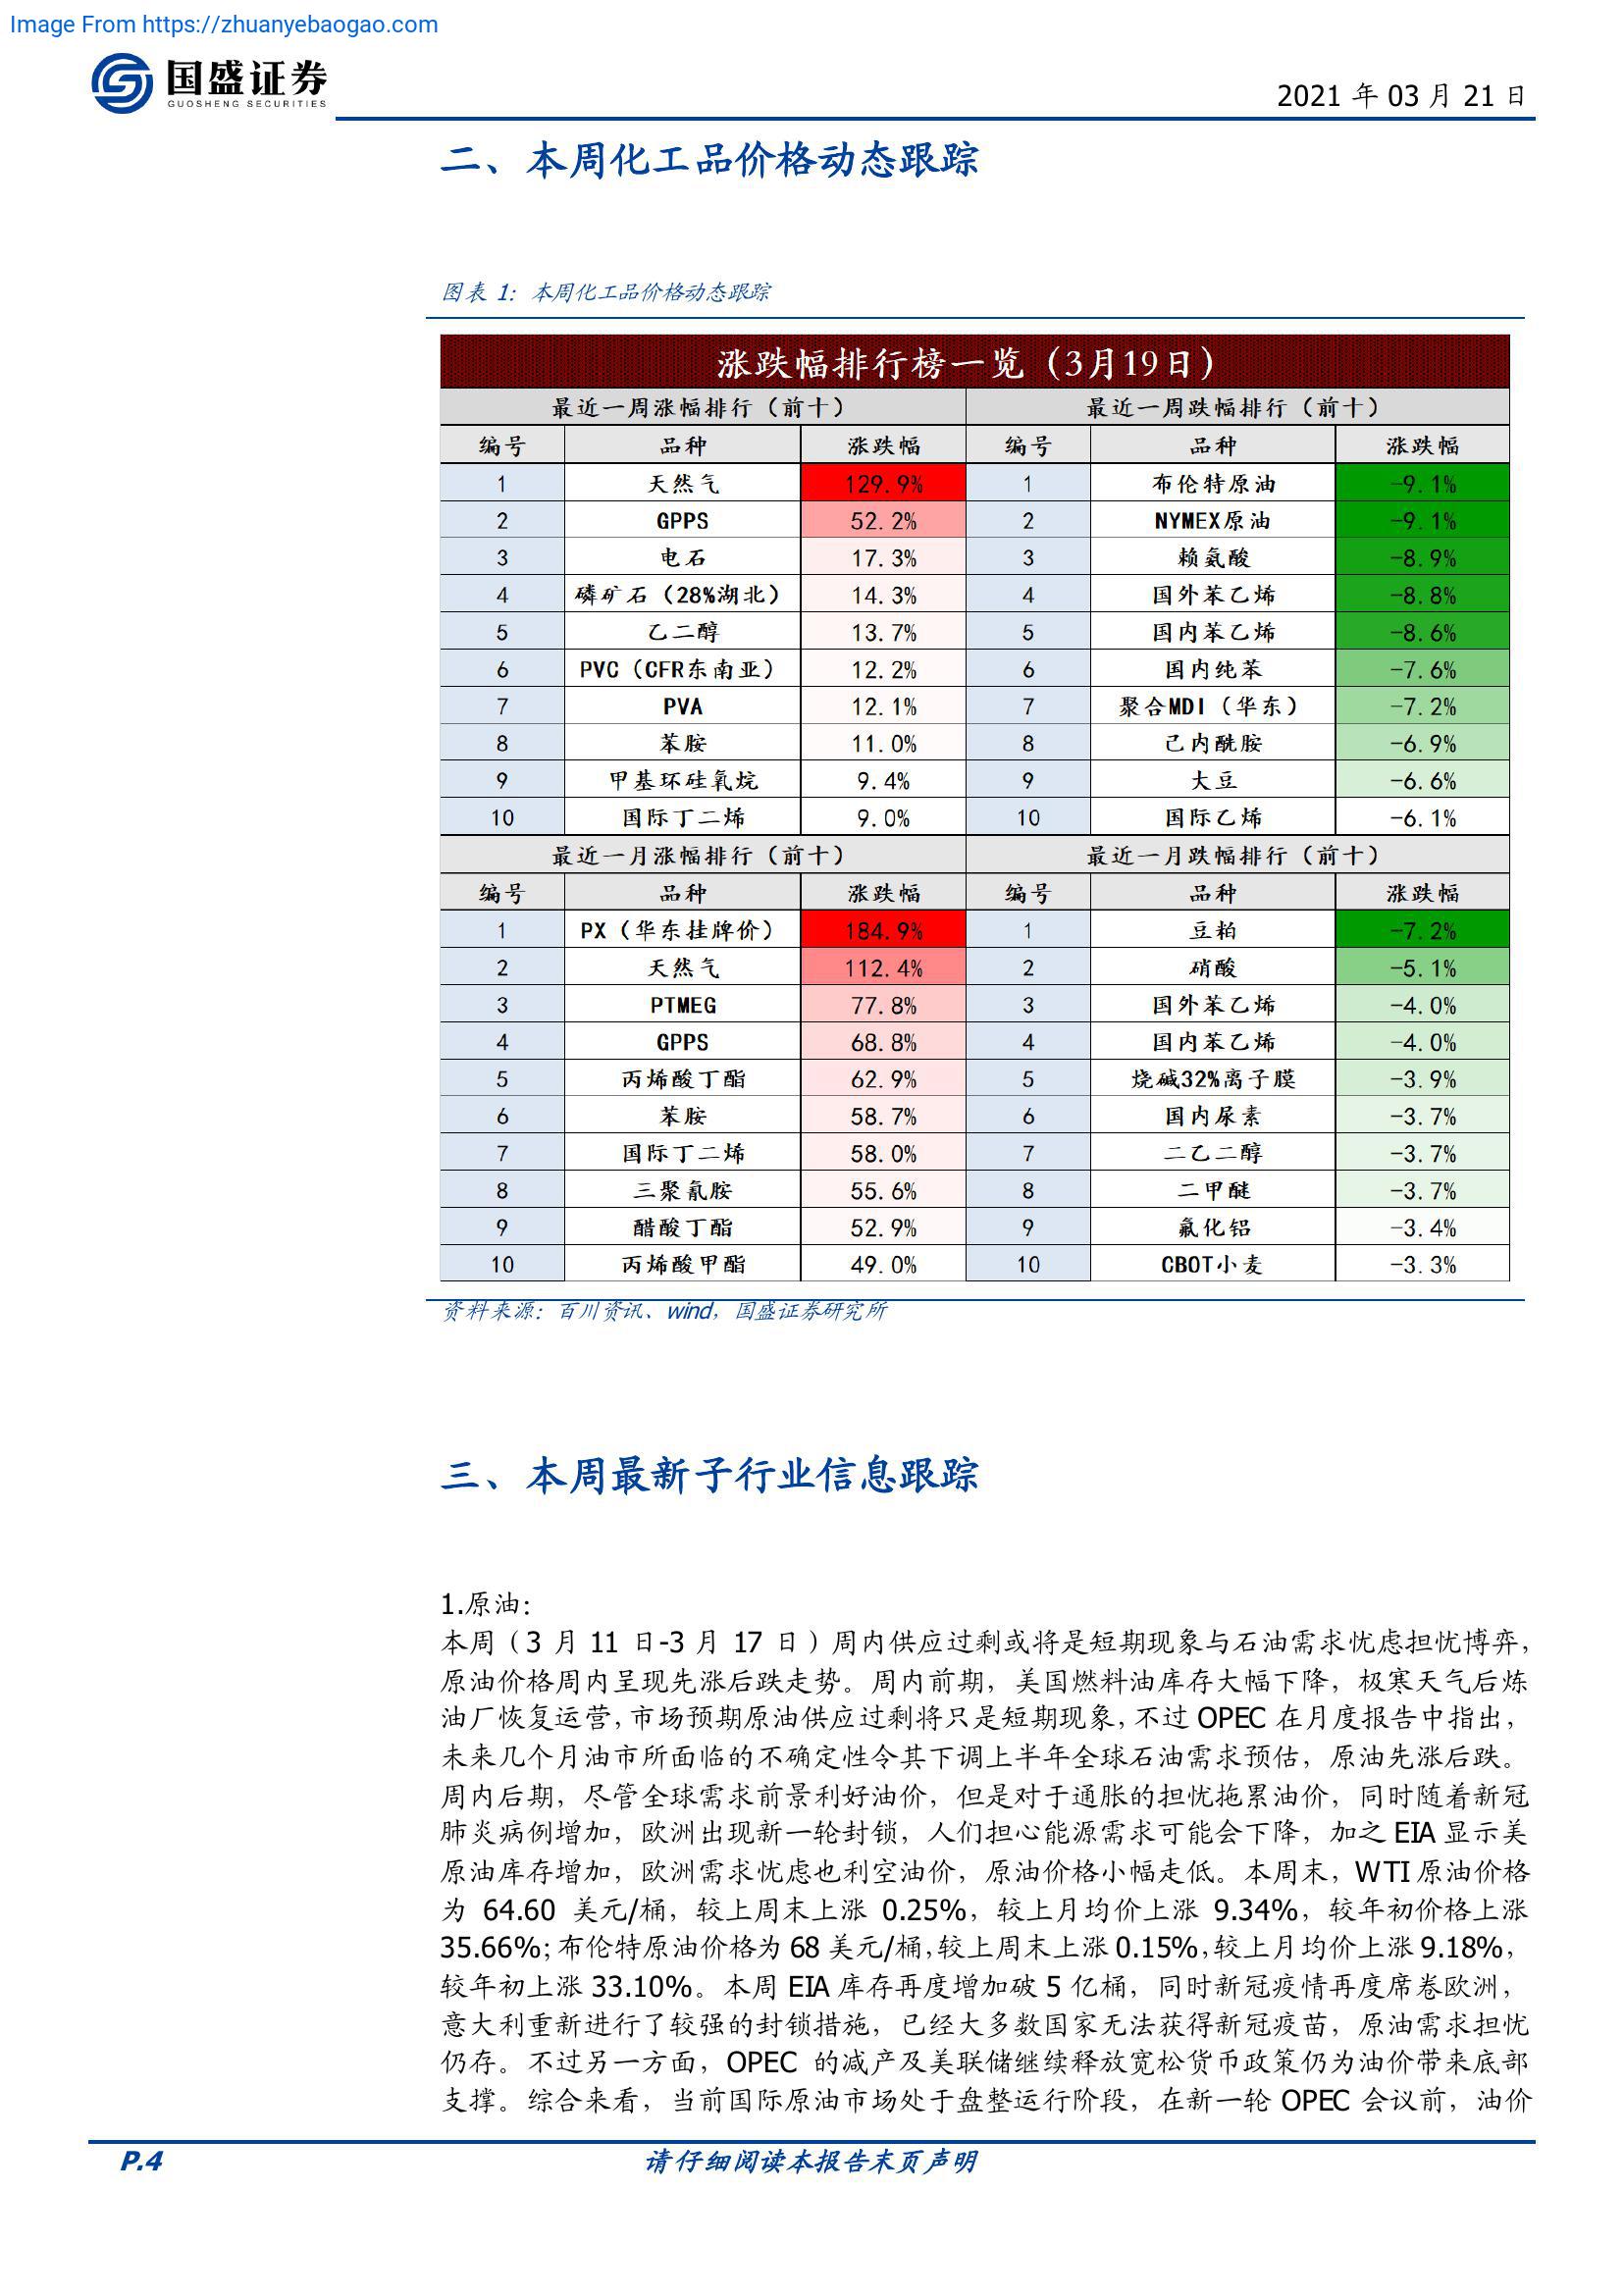 Image From https://zhuanyebaogao.com
国盛证券
GUOSHENG SECURITIES
2021 年 03 月 21 日
二、本周化工品价格动态跟踪
图表 1：本周化工品价格动态跟踪
涨跌幅排行榜一览（3月19日）
最近一周涨幅排行（前十） 最近一周跌幅排行（前十）
编号 品种 涨跌幅 编号 品种 涨跌幅
1 天然气 129.9% 1 布伦特原油 -9.1%
2 GPPS 52.2% 2 NYMEX原油 -9.1%
3 电石 17.3% 3 赖氨酸 -8.9%
4 磷矿石（28%湖北） 14.3% 4 国外苯乙烯 -8.8%
5 乙二醇 13.7% 5 国内苯乙烯 -8.6%
6 PVC（CFR东南亚） 12.2% 6 国内纯苯 -7.6%
7 PVA 12.1% 7 聚合MDI（华东） -7.2%
8 苯胺 11.0% 8 己内酰胺 -6.9%
9 甲基环硅氧烷 9.4% 9 大豆 -6.6%
10 国际丁二烯 9.0% 10 国际乙烯 -6.1%
最近一月涨幅排行（前十） 最近一月跌幅排行（前十）
编号 品种 涨跌幅 编号 品种 涨跌幅
1 PX（华东挂牌价） 184.9% 1 豆粕 -7.2%
2 天然气 112.4% 2 硝酸 -5.1%
3 PTMEG 77.8% 3 国外苯乙烯 -4.0%
4 GPPS 68.8% 4 国内苯乙烯 -4.0%
5 丙烯酸丁酯 62.9% 5 烧碱32%离子膜 -3.9%
6 苯胺 58.7% 6 国内尿素 -3.7%
7 国际丁二烯 58.0% 7 二乙二醇 -3.7%
8 三聚氰胺 55.6% 8 二甲醚 -3.7%
9 醋酸丁酯 52.9% 9 氟化铝 -3.4%
10 丙烯酸甲酯 49.0% 10 CBOT小麦 -3.3%
资料来源：百川资讯、wind，国盛证券研究所
三、本周最新子行业信息跟踪
1.原油：
本周（3 月 11 日-3 月 17 日）周内供应过剩或将是短期现象与石油需求忧虑担忧博弈，
原油价格周内呈现先涨后跌走势。周内前期，美国燃料油库存大幅下降，极寒天气后炼
油厂恢复运营，市场预期原油供应过剩将只是短期现象，不过 OPEC 在月度报告中指出，
未来几个月油市所面临的不确定性令其下调上半年全球石油需求预估，原油先涨后跌。
周内后期，尽管全球需求前景利好油价，但是对于通胀的担忧拖累油价，同时随着新冠
肺炎病例增加，欧洲出现新一轮封锁，人们担心能源需求可能会下降，加之 EIA 显示美
原油库存增加，欧洲需求忧虑也利空油价，原油价格小幅走低。本周末，WTI 原油价格
为 64.60 美元/桶，较上周末上涨 0.25%，较上月均价上涨 9.34%，较年初价格上涨
35.66%；布伦特原油价格为 68 美元/桶，较上周末上涨 0.15%，较上月均价上涨 9.18%，
较年初上涨 33.10%。本周 EIA 库存再度增加破 5 亿桶，同时新冠疫情再度席卷欧洲，
意大利重新进行了较强的封锁措施，已经大多数国家无法获得新冠疫苗，原油需求担忧
仍存。不过另一方面，OPEC 的减产及美联储继续释放宽松货币政策仍为油价带来底部
支撑。综合来看，当前国际原油市场处于盘整运行阶段，在新一轮 OPEC 会议前，油价
P.4
请仔细阅读本报告末页声明